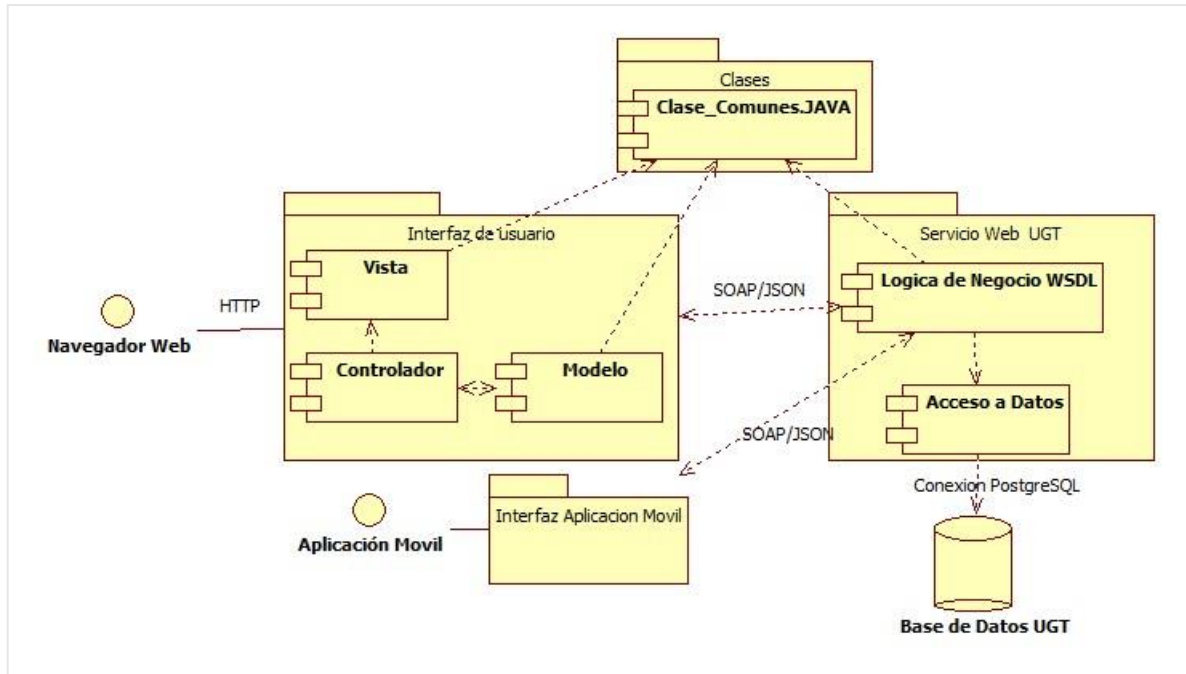 Clases
Clase_Comunes.JAVA
Interfaz de usuario
Servicio Web UGT
Vista
Logica de Negocio WSDL
SOAP/JSON
HTTP
Navegador Web
Controlador
Modelo
Acceso a Datos
SOAP/JSON
Conexion PostgreSQL
Interfaz Aplicacion Movil
Aplicación Movil
Base de Datos UGT